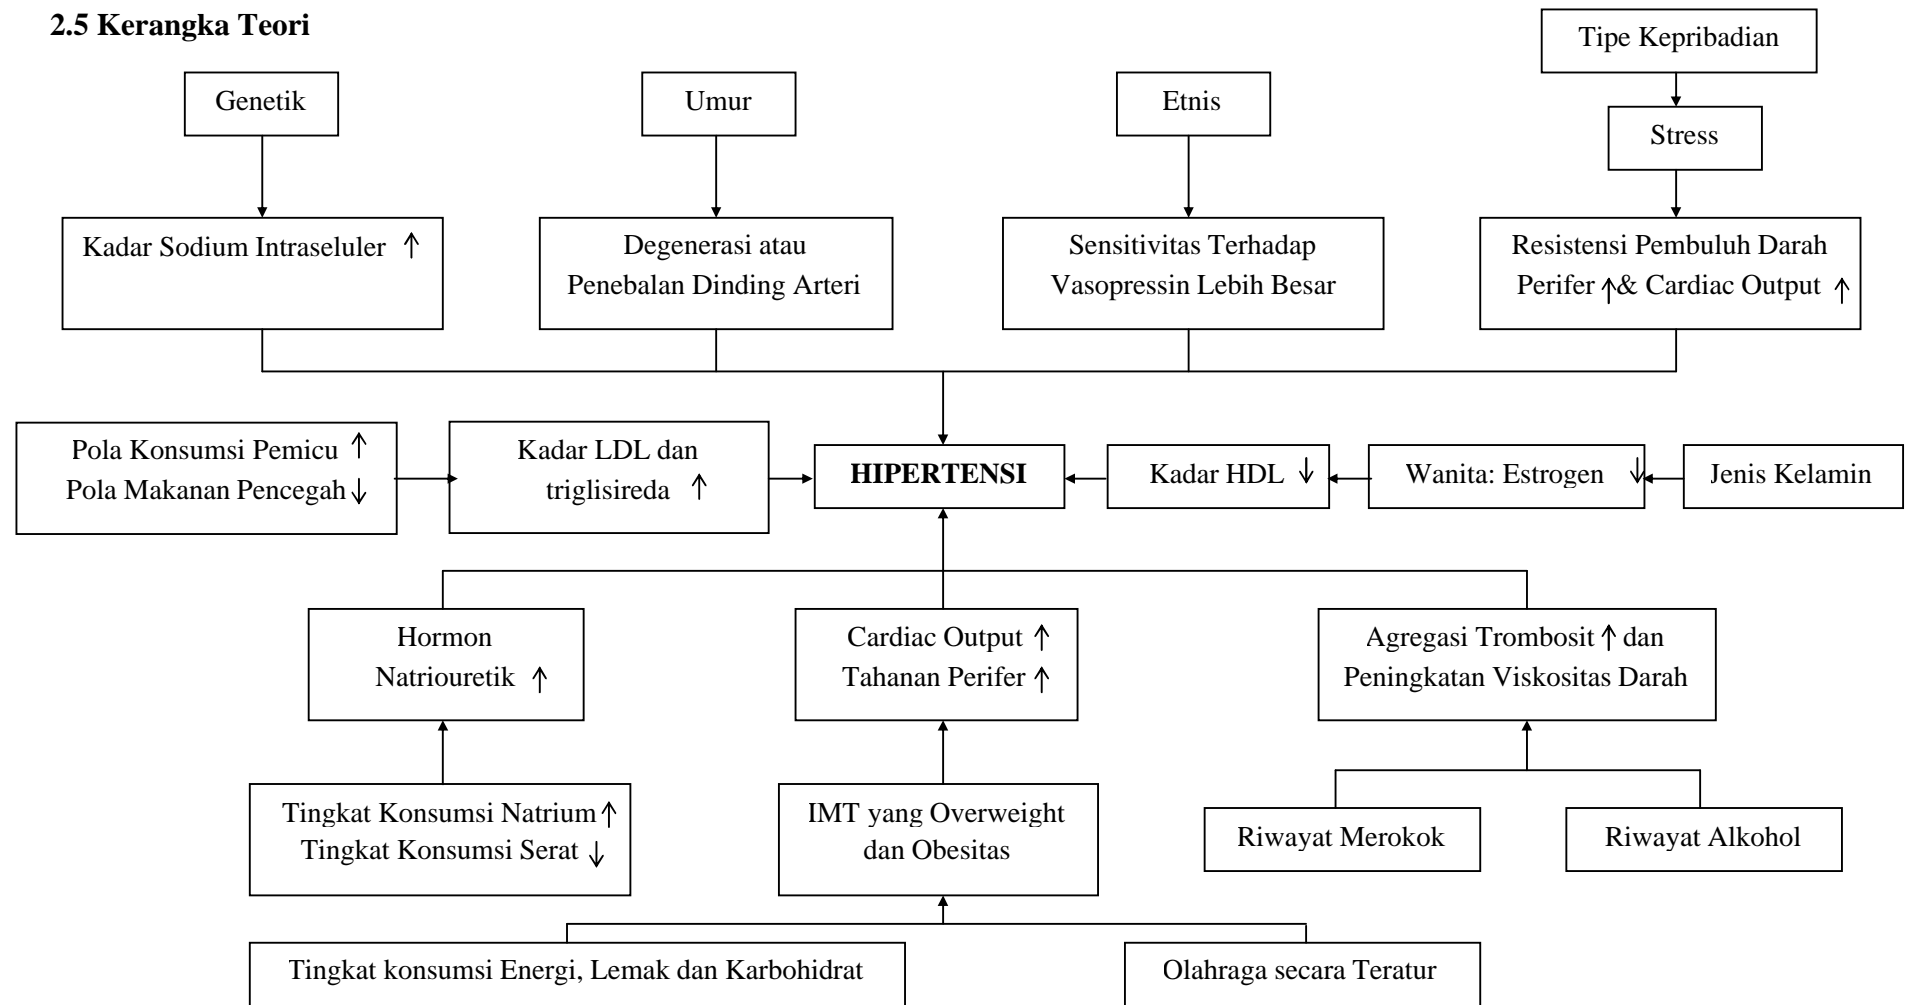 2.5 Kerangka Teori
Tipe Kepribadian
Genetik
Umur
Etnis
Stress
Kadar Sodium Intraseluler ↑
Degenerasi atau
Penebalan Dinding Arteri
Sensitivitas Terhadap
Vasopressin Lebih Besar
Resistensi Pembuluh Darah
Perifer ↑& Cardiac Output ↑
Pola Konsumsi Pemicu ↑
Pola Makanan Pencegah ↓
Kadar LDL dan
triglisireda ↑
HIPERTENSI
Kadar HDL ↓
Wanita: Estrogen ↓
Jenis Kelamin
Hormon
Natriouretik ↑
Cardiac Output ↑
Tahanan Perifer ↑
Agregasi Trombosit ↑ dan
Peningkatan Viskositas Darah
Tingkat Konsumsi Natrium ↑
Tingkat Konsumsi Serat ↓
IMT yang Overweight
dan Obesitas
Riwayat Merokok
Riwayat Alkohol
Tingkat konsumsi Energi, Lemak dan Karbohidrat
Olahraga secara Teratur